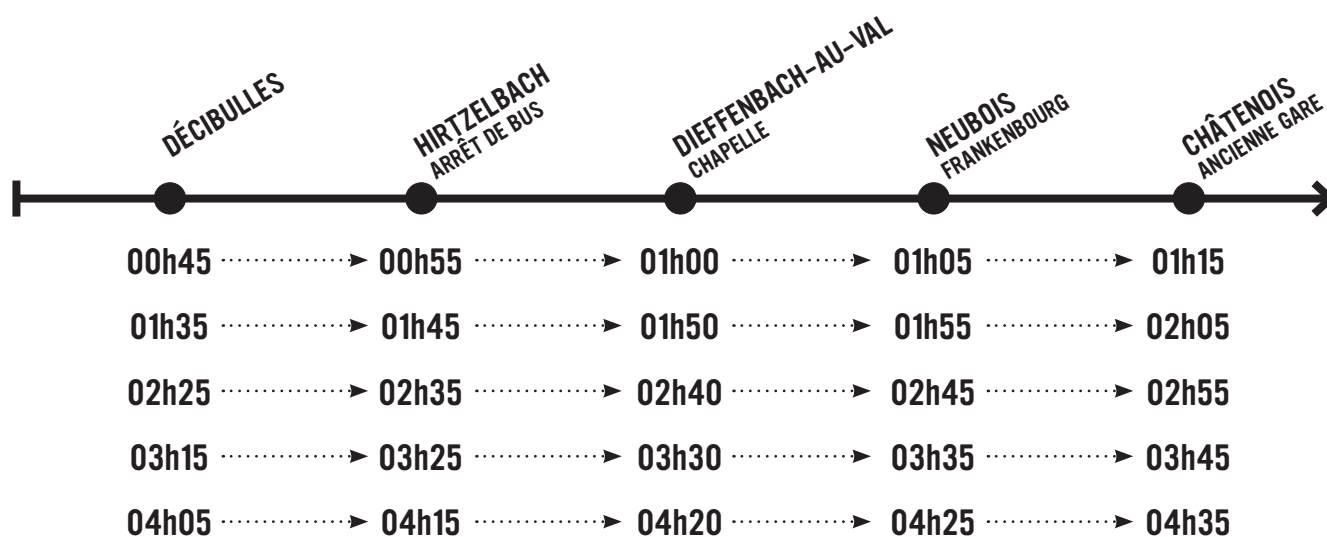 DÉCIBULLES
HIRTZELBACH
ARRÊT DE BUS
DIEFFENBACH-AU-VAL
CHAPELLE
NEUBOIS
FRANKENBOURG
CHÂTENOIS
ANCIENNE GARE
00h45 00h55 01h00 01h05 01h15
01h35 01h45 01h50 01h55 02h05
02h25 02h35 02h40 02h45 02h55
03h15 03h25 03h30 03h35 03h45
04h05 04h15 04h20 04h25 04h35